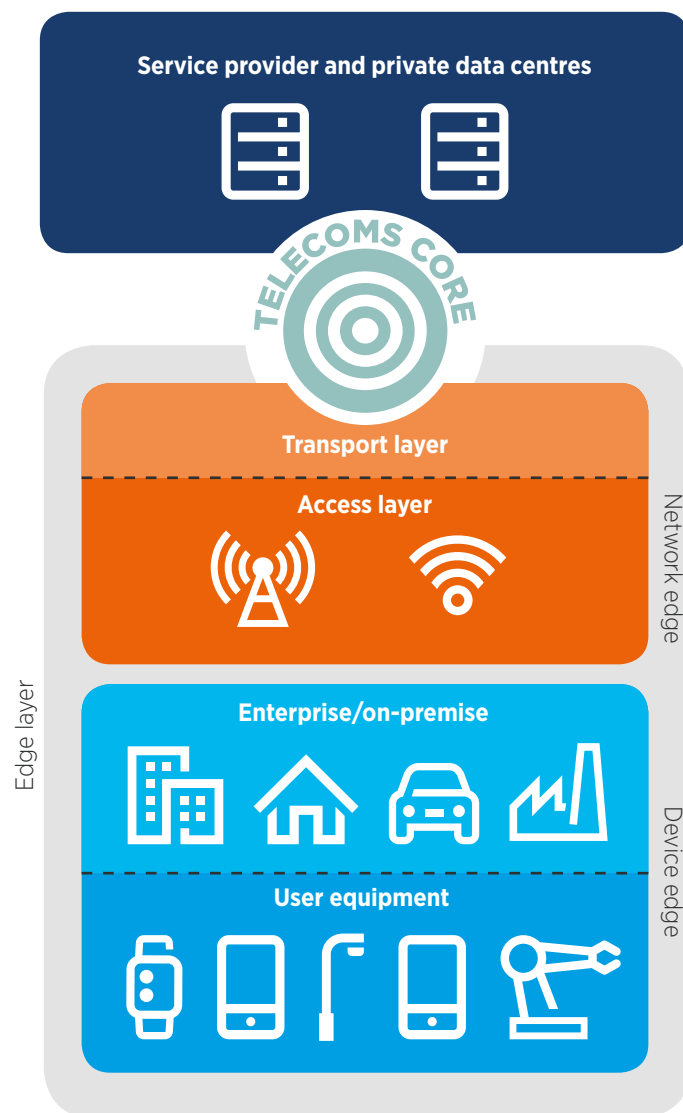 Service provider and private data centres
TELECOMS CORE
Transport layer
Access layer
Network edge
Edge layer
Enterprise/on-premise
Device edge
User equipment